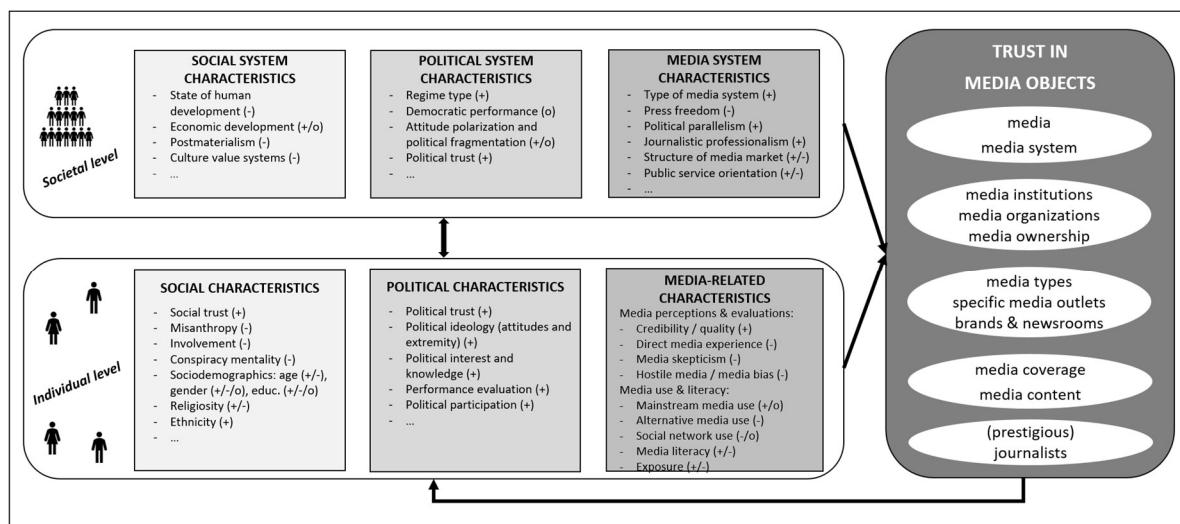 Societal level
SOCIAL SYSTEM
CHARACTERISTICS
- State of human
development (-)
- Economic development (+/o)
- Postmaterialism (-)
- Culture value systems (-)
- ...
POLITICAL SYSTEM
CHARACTERISTICS
- Regime type (+)
- Democratic performance (o)
- Attitude polarization and
political fragmentation (+/o)
- Political trust (+)
- ...
MEDIA SYSTEM
CHARACTERISTICS
- Type of media system (+)
- Press freedom (-)
- Political parallelism (+)
- Journalistic professionalism (+)
- Structure of media market (+/-)
- Public service orientation (+/-)
- ...
Individual level
SOCIAL CHARACTERISTICS
- Social trust (+)
- Misanthropy (-)
- Involvement (-)
- Conspiracy mentality (-)
- Sociodemographics: age (+/-),
gender (+/-/o), educ. (+/-/o)
- Religiosity (+/-)
- Ethnicity (+)
- ...
POLITICAL CHARACTERISTICS
- Political trust (+)
- Political ideology (attitudes and
extremity) (+)
- Political interest and
knowledge (+)
- Performance evaluation (+)
- Political participation (+)
- ...
MEDIA-RELATED
CHARACTERISTICS
Media perceptions & evaluations:
- Credibility / quality (+)
- Direct media experience (-)
- Media skepticism (-)
- Hostile media / media bias (-)
Media use & literacy:
- Mainstream media use (+/o)
- Alternative media use (-)
- Social network use (-/o)
- Media literacy (+/-)
- Exposure (+/-)
TRUST IN
MEDIA OBJECTS
media
media system
media institutions
media organizations
media ownership
media types
specific media outlets
brands & newsrooms
media coverage
media content
(prestigious)
journalists